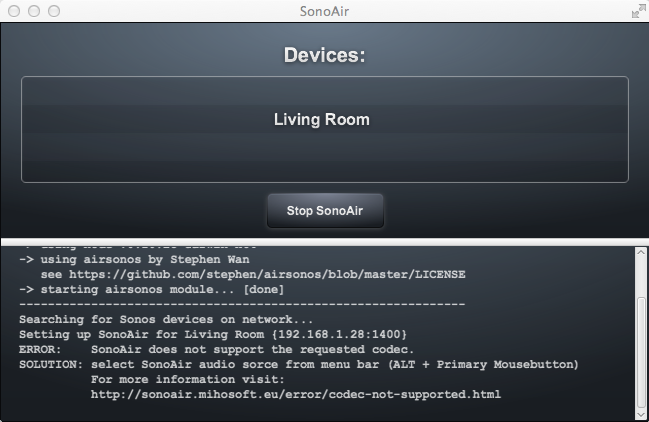 SonoAir
Devices:
Living Room
Stop SonoAir
-> using airsonos by Stephen Wan
see https://github.com/stephen/airsonos/blob/master/LICENSE
-> starting airsonos module... [done]
---------------------------------------------------------------
Searching for Sonos devices on network...
Setting up SonoAir for Living Room {192.168.1.28:1400}
ERROR: SonoAir does not support the requested codec.
SOLUTION: select SonoAir audio sorce from menu bar (ALT + Primary Mousebutton)
For more information visit:
http://sonoair.mihosoft.eu/error/codec-not-supported.html